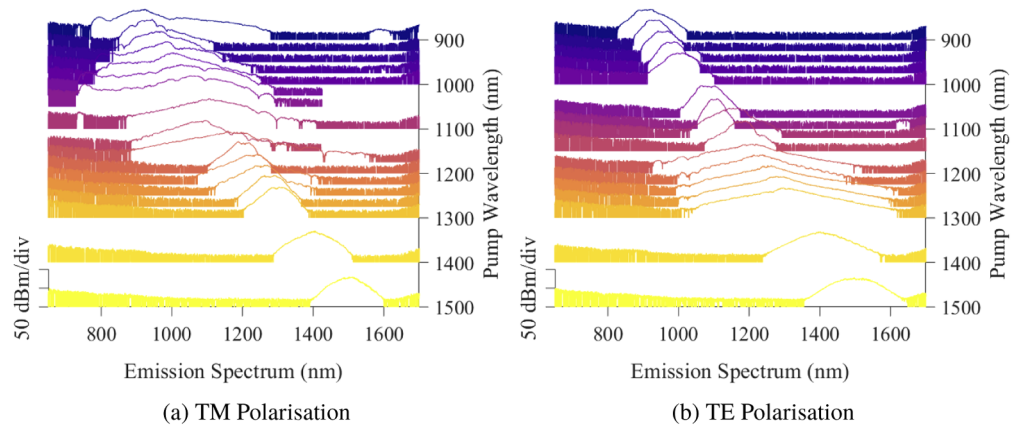 900
1000
1100
1200
1300
1400
1500
Pump Wavelength (nm)
50 dBm/div
800 1000 1200 1400 1600
Emission Spectrum (nm)
(a) TM Polarisation
900
1000
1100
1200
1300
1400
1500
Pump Wavelength (nm)
50 dBm/div
800 1000 1200 1400 1600
Emission Spectrum (nm)
(b) TE Polarisation